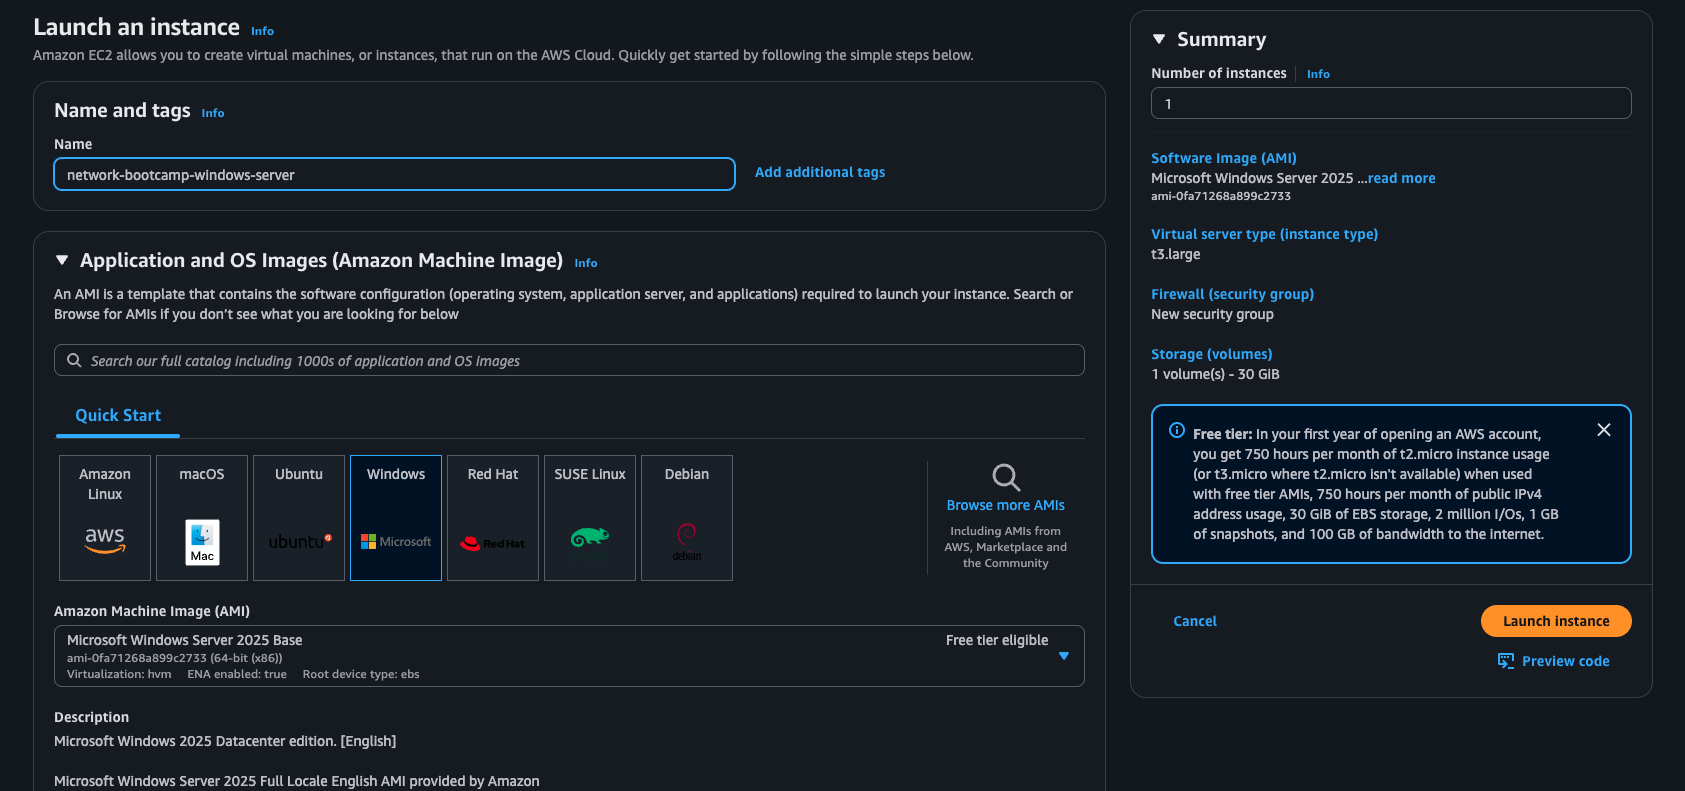 Launch an instance Info
Amazon EC2 allows you to create virtual machines, or instances, that run on the AWS Cloud. Quickly get started by following the simple steps below.
Name and tags Info
Name
network-bootcamp-windows-server
Add additional tags
Application and OS Images (Amazon Machine Image) Info
An AMI is a template that contains the software configuration (operating system, application server, and applications) required to launch your instance. Search or
Browse for AMIs if you don't see what you are looking for below
Search our full catalog including 1000s of application and OS images
Quick Start
Amazon
Linux
aws
macOS
Mac
Ubuntu
ubuntu
Windows
Microsoft
Red Hat
RedHat
SUSE Linux
Debian
debian
Browse more AMIs
Including AMIs from
AWS, Marketplace and
the Community
Amazon Machine Image (AMI)
Microsoft Windows Server 2025 Base
Free tier eligible
ami-0fa71268a899c2733 (64-bit (x86))
Virtualization: hvm ENA enabled: true Root device type: ebs
Description
Microsoft Windows 2025 Datacenter edition. [English]
Microsoft Windows Server 2025 Full Locale English AMI provided by Amazon
Summary
Number of instances Info
1
Software Image (AMI)
Microsoft Windows Server 2025 ...read more
ami-0fa71268a899c2733
Virtual server type (instance type)
t3.large
Firewall (security group)
New security group
Storage (volumes)
1 volume(s) - 30 GiB
Free tier: In your first year of opening an AWS account,
you get 750 hours per month of t2.micro instance usage
(or t3.micro where t2.micro isn't available) when used
with free tier AMIs, 750 hours per month of public IPv4
address usage, 30 GiB of EBS storage, 2 million I/Os, 1 GB
of snapshots, and 100 GB of bandwidth to the internet.
Cancel
Launch instance
Preview code